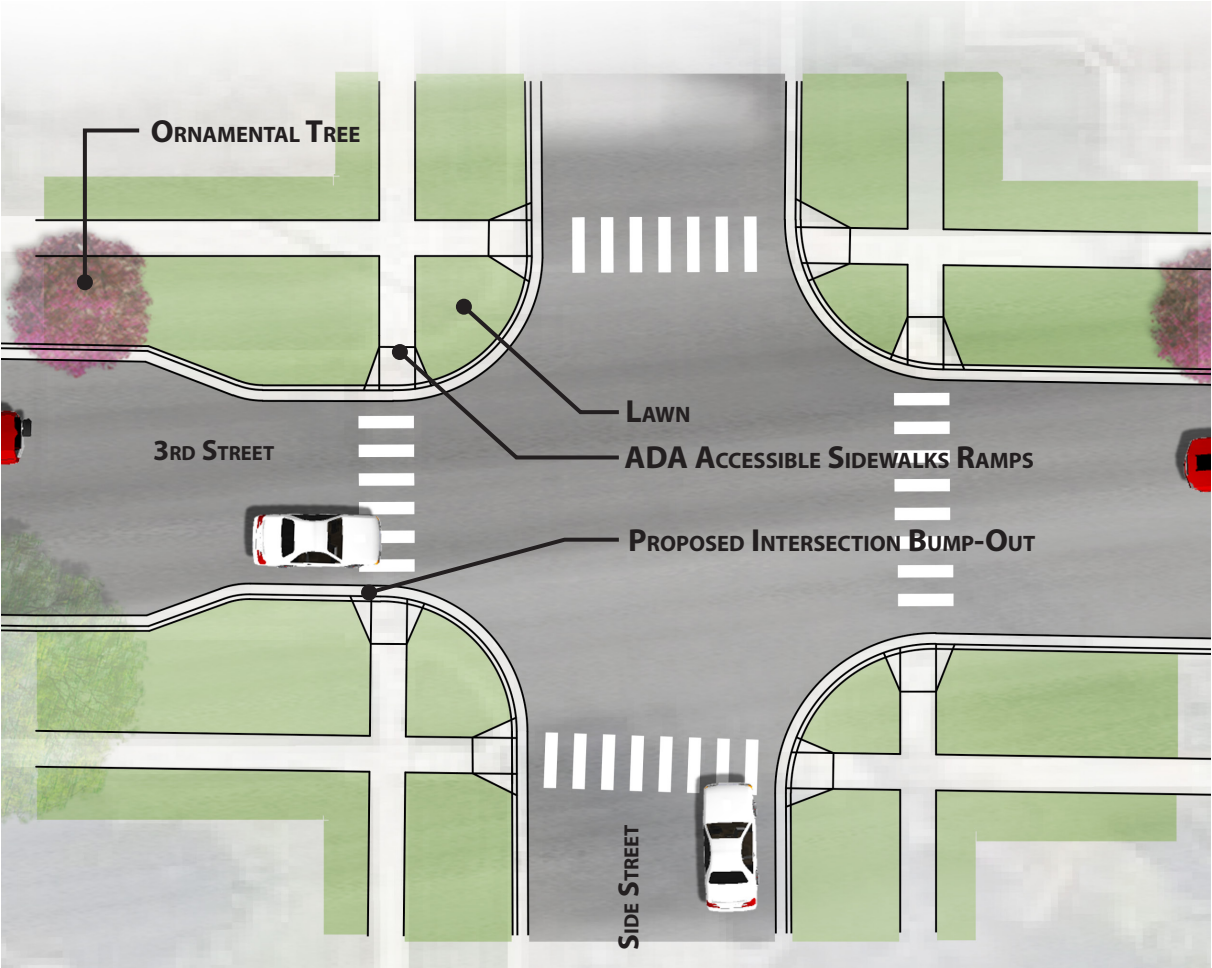 Ornamental Tree
Lawn
3rd Street
ADA Accessible Sidewalks Ramps
Proposed Intersection Bump-Out
Side Street